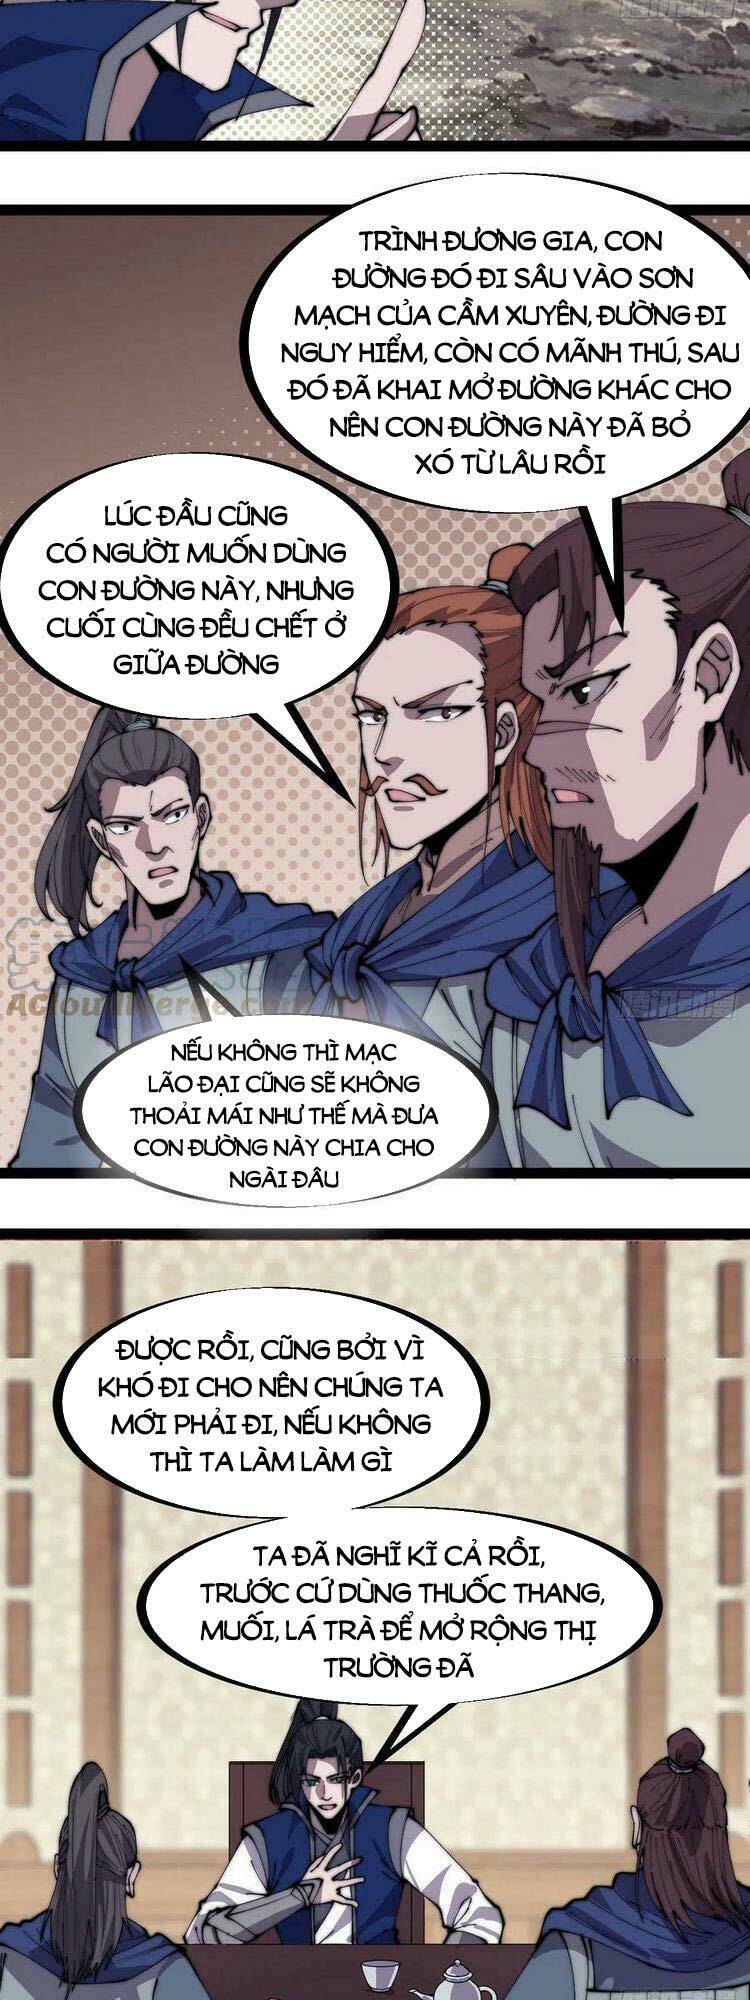 TRÌNH ĐƯƠNG GIA, CON
ĐƯỜNG ĐÓ ĐI SÂU VÀO SƠN
MẠCH CỦA CẦM XUYÊN, ĐƯỜNG ĐI
NGUY HIỂM, CÒN CÓ MÃNH THÚ, SAU
ĐÓ ĐÃ KHAI MỞ ĐƯỜNG KHÁC CHO
NÊN CON ĐƯỜNG NÀY ĐÃ BỎ
XÓ TỪ LÂU RỒI
LÚC ĐẦU CŨNG
CÓ NGƯỜI MUỐN DÙNG
CON ĐƯỜNG NÀY, NHƯNG
CUỐI CÙNG ĐỀU CHẾT Ở
GIỮA ĐƯỜNG
AcloudMerge.com
NẾU KHÔNG THÌ MẠC
LÃO ĐẠI CŨNG SẼ KHÔNG
THOẢI MÁI NHƯ THẾ MÀ ĐƯA
CON ĐƯỜNG NÀY CHIA CHO
NGÀI ĐÂU
ĐƯỢC RỒI, CŨNG BỞI VÌ
KHÓ ĐI CHO NÊN CHÚNG TA
MỚI PHẢI ĐI, NẾU KHÔNG
THÌ TA LÀM LÀM GÌ
TA ĐÃ NGHĨ KĨ CẢ RỒI,
TRƯỚC CỨ DÙNG THUỐC THANG,
MUỐI, LÁ TRÀ ĐỂ MỞ RỘNG THỊ
TRƯỜNG ĐÃ